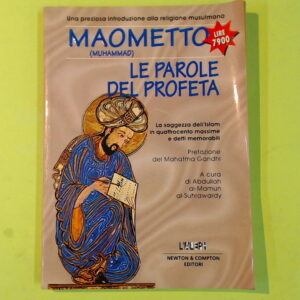 Una preziosa introduzione alla religione musulmana
MAOMETTO
(MUHAMMAD)
LIRE
7900
LE PAROLE
DEL PROFETA
La saggezza dell'Islam
in quattrocento massime
e detti memorabili
Prefazione
del Mahatma Gandhi
A cura
di Abdullah
al-Mamun
al-Suhrawardy
L'ALEPH
NEWTON & COMPTON
EDITORI